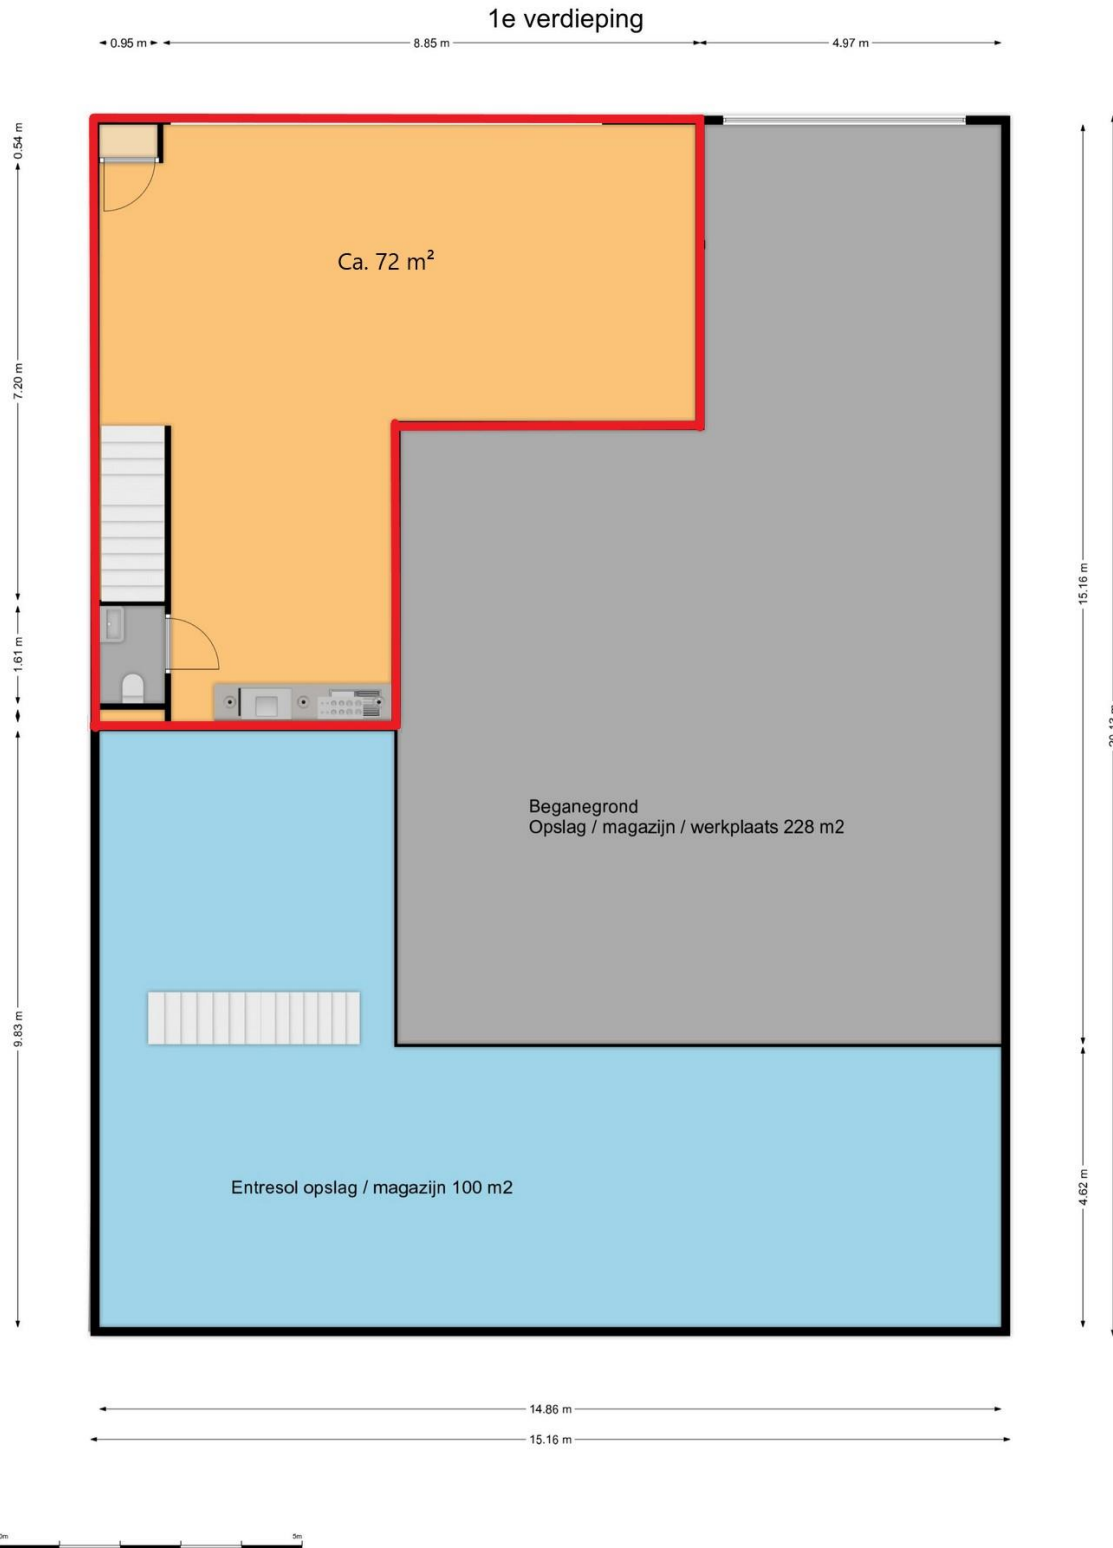 1e verdieping
0.95 m
8.85 m
4.97 m
0.54 m
Ca. 72 m²
7.20 m
15.16 m
1.61 m
Beganegrond
Opslag / magazijn / werkplaats 228 m2
9.83 m
Entresol opslag / magazijn 100 m2
4.62 m
14.86 m
15.16 m
5m